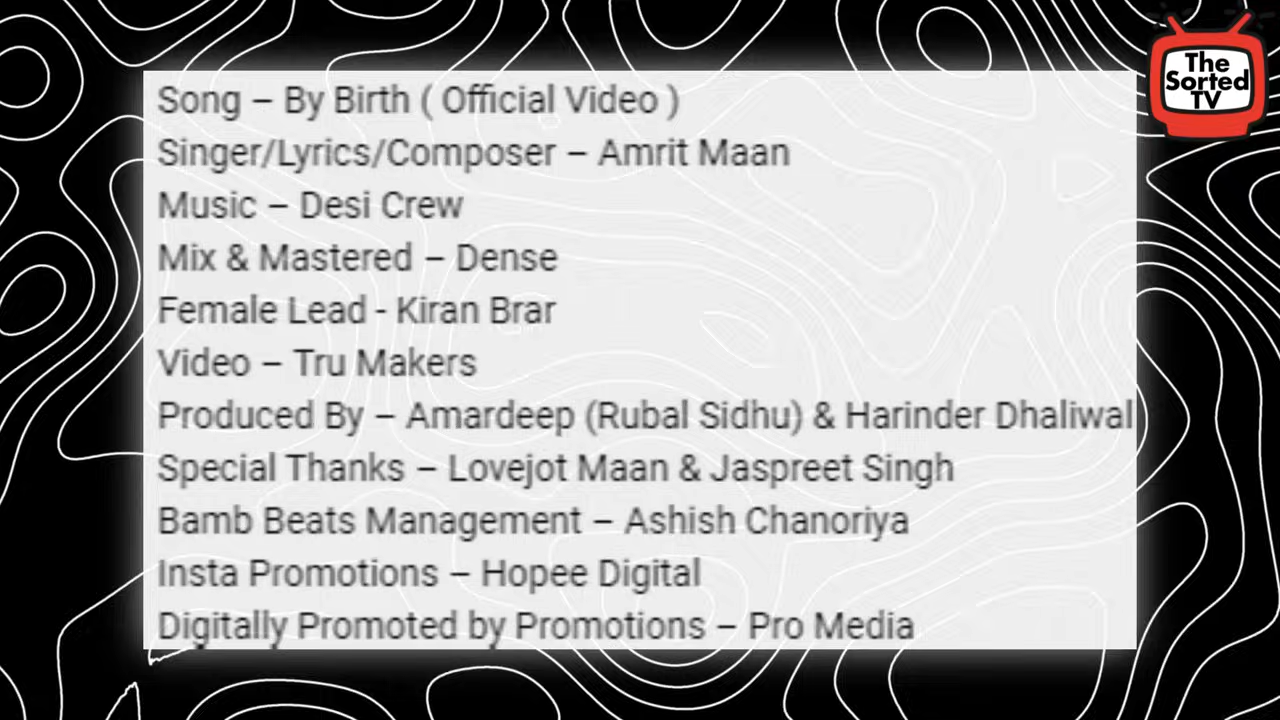 The
Sorted
TV
Song – By Birth ( Official Video )
Singer/Lyrics/Composer – Amrit Maan
Music – Desi Crew
Mix & Mastered – Dense
Female Lead - Kiran Brar
Video – Tru Makers
Produced By – Amardeep (Rubal Sidhu) & Harinder Dhaliwal
Special Thanks – Lovejot Maan & Jaspreet Singh
Bamb Beats Management – Ashish Chanoriya
Insta Promotions – Hopee Digital
Digitally Promoted by Promotions – Pro Media